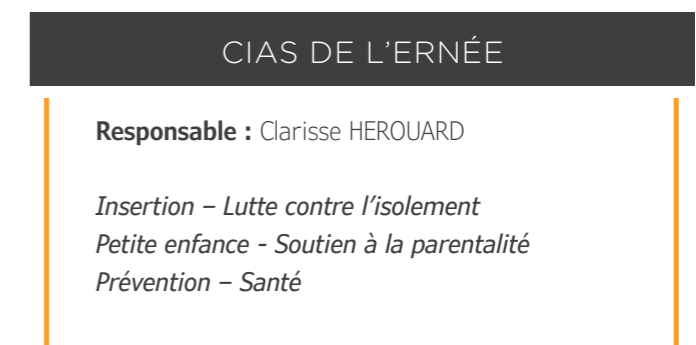 CIAS DE L’ERNÉE
Responsable : Clarisse HEROUARD
Insertion – Lutte contre l’isolement
Petite enfance - Soutien à la parentalité
Prévention – Santé